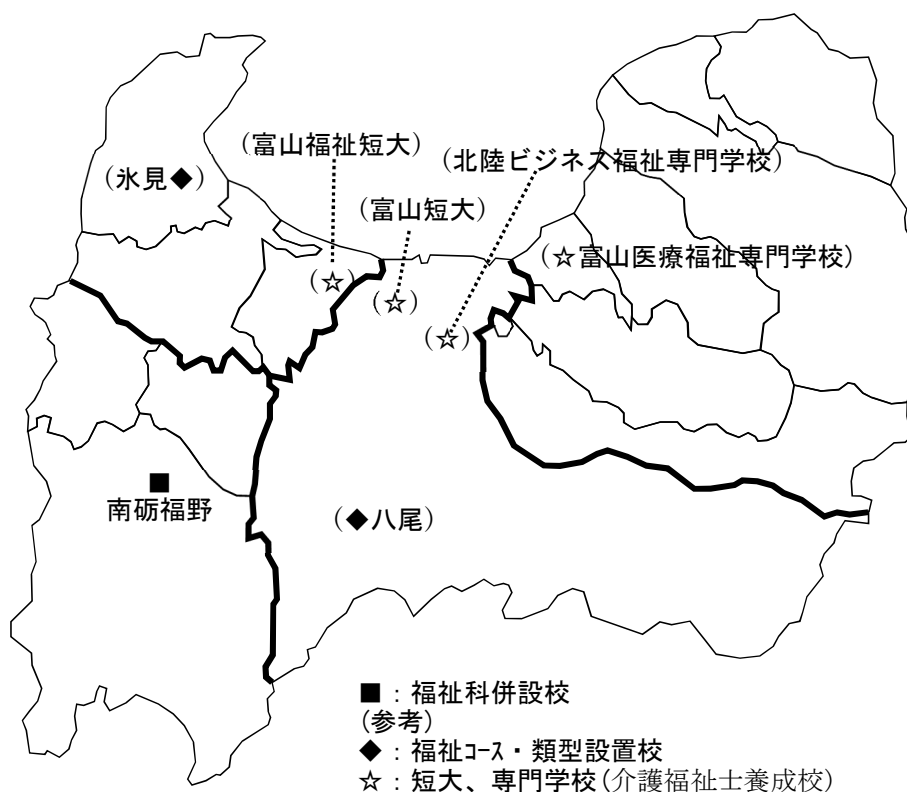 (富山福祉短大)
(北陸ビジネス福祉専門学校)
(氷見◆)
(富山短大)
(☆富山医療福祉専門学校)
(☆)
(☆)
(☆)
■
南砺福野
(◆八尾)
■：福祉科併設校
(参考)
◆：福祉ｺｰｽ・類型設置校
☆：短大、専門学校(介護福祉士養成校)